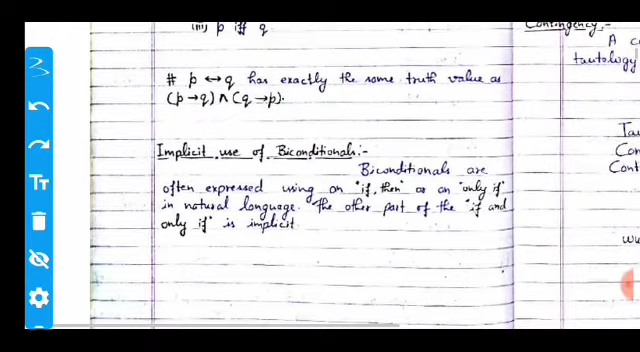 (iii) p iff q
# p ↔ q has exactly the same truth value as
(p → q) ∧ (q → p).
Implicit use of Biconditionals:-
Biconditionals are
often expressed using an "if, then" or an "only if"
in natural language. The other part of the "if and
only if" is implicit
Contingency:-
A
tautology
Con
Cont